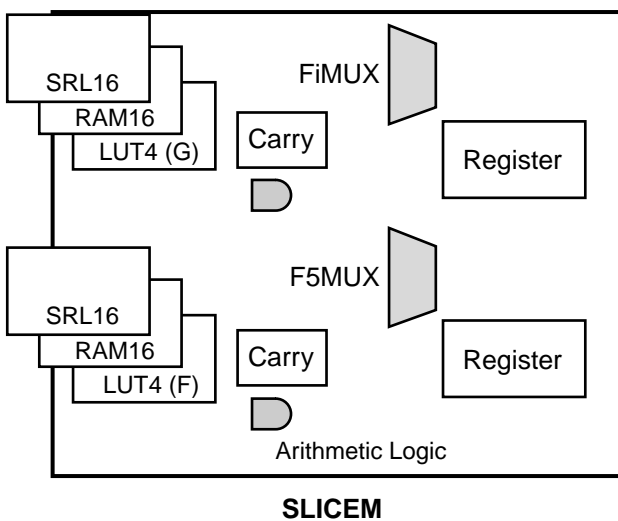 SRL16
RAM16
LUT4 (G)
Carry
FiMUX
Register
SRL16
RAM16
LUT4 (F)
Carry
F5MUX
Register
Arithmetic Logic
SLICEM